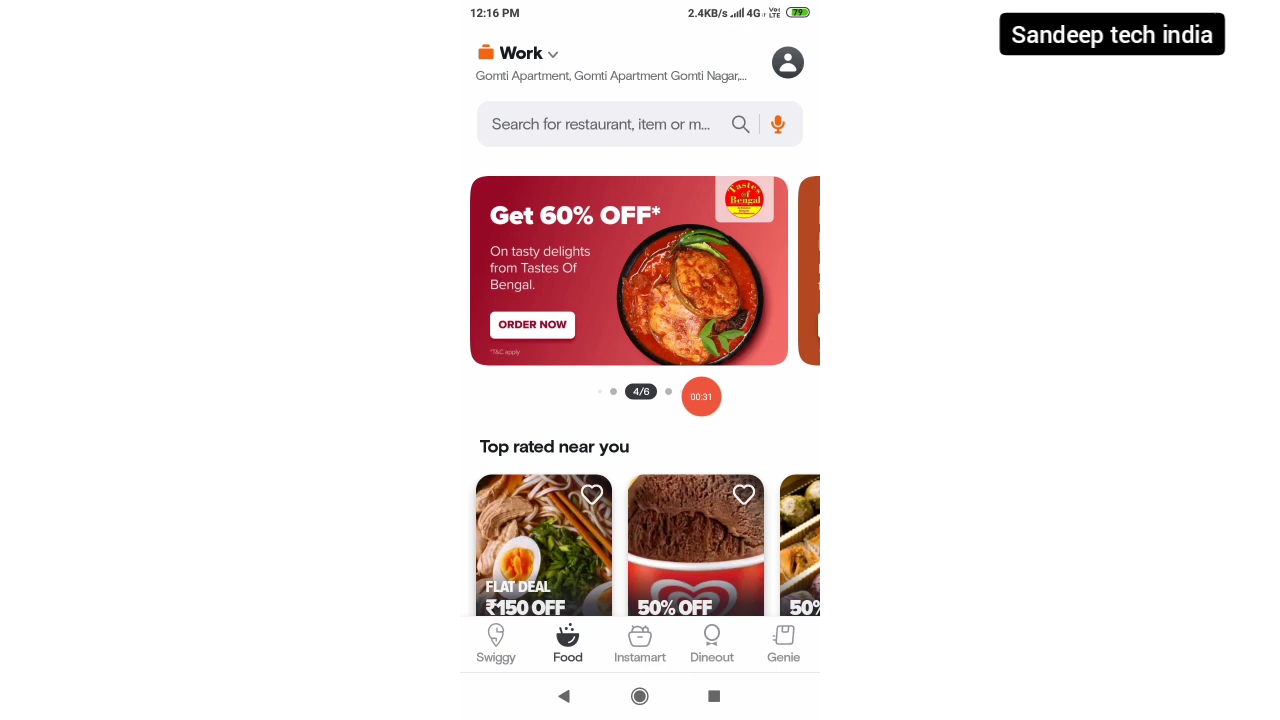 12:16 PM
2.4KB/s 4G Vo) LTE 79
Sandeep tech india
Work
Gomti Apartment, Gomti Apartment Gomti Nagar,...
Search for restaurant, item or m...
Tastes
of
Bengal
Get 60% OFF*
On tasty delights
from Tastes Of
Bengal.
ORDER NOW
*T&C apply
4/6
00:31
Top rated near you
FLAT DEAL
₹150 OFF
50% OFF
50%
Swiggy
Food
Instamart
Dineout
Genie